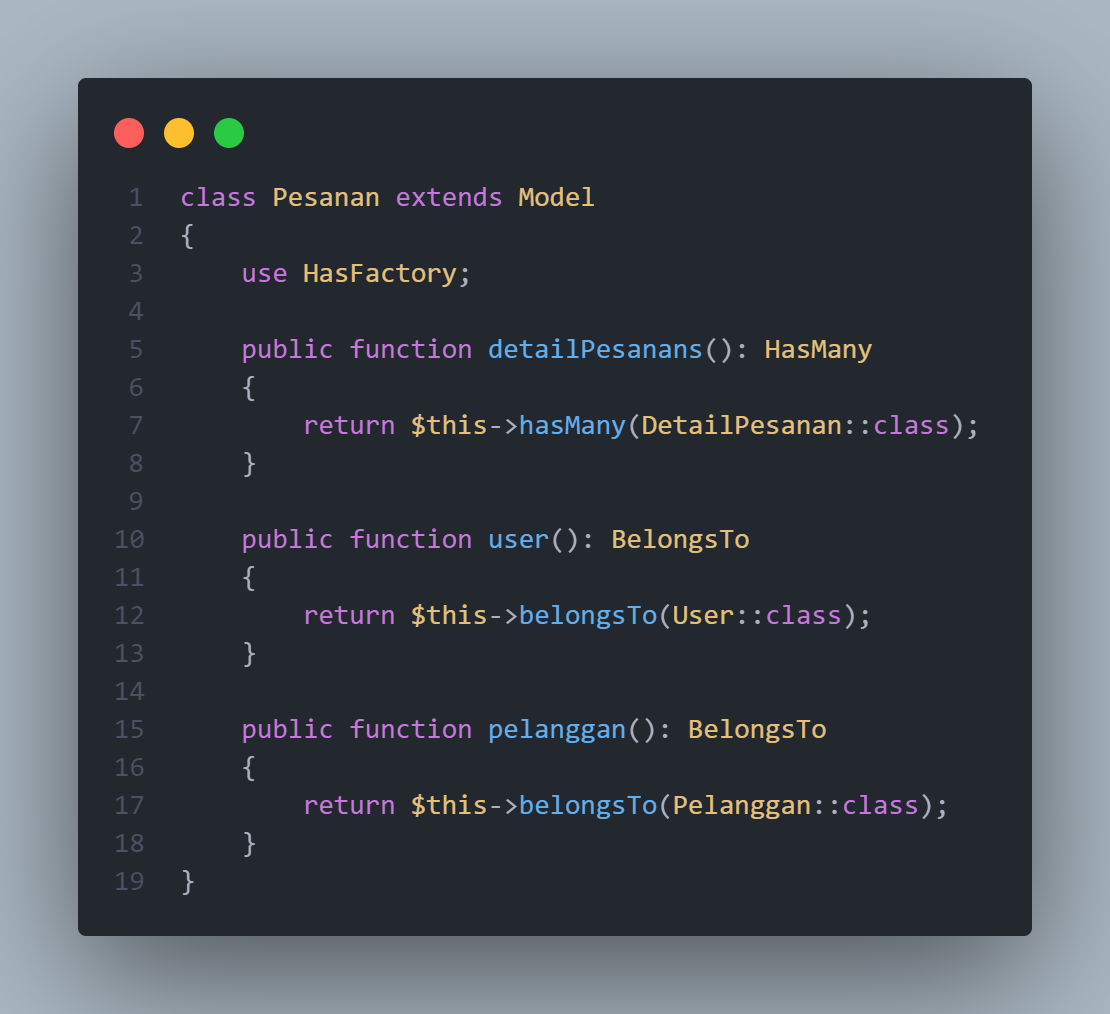 1 class Pesanan extends Model
2 {
3     use HasFactory;
4
5     public function detailPesanans(): HasMany
6     {
7         return $this->hasMany(DetailPesanan::class);
8     }
9
10     public function user(): BelongsTo
11     {
12         return $this->belongsTo(User::class);
13     }
14
15     public function pelanggan(): BelongsTo
16     {
17         return $this->belongsTo(Pelanggan::class);
18     }
19 }